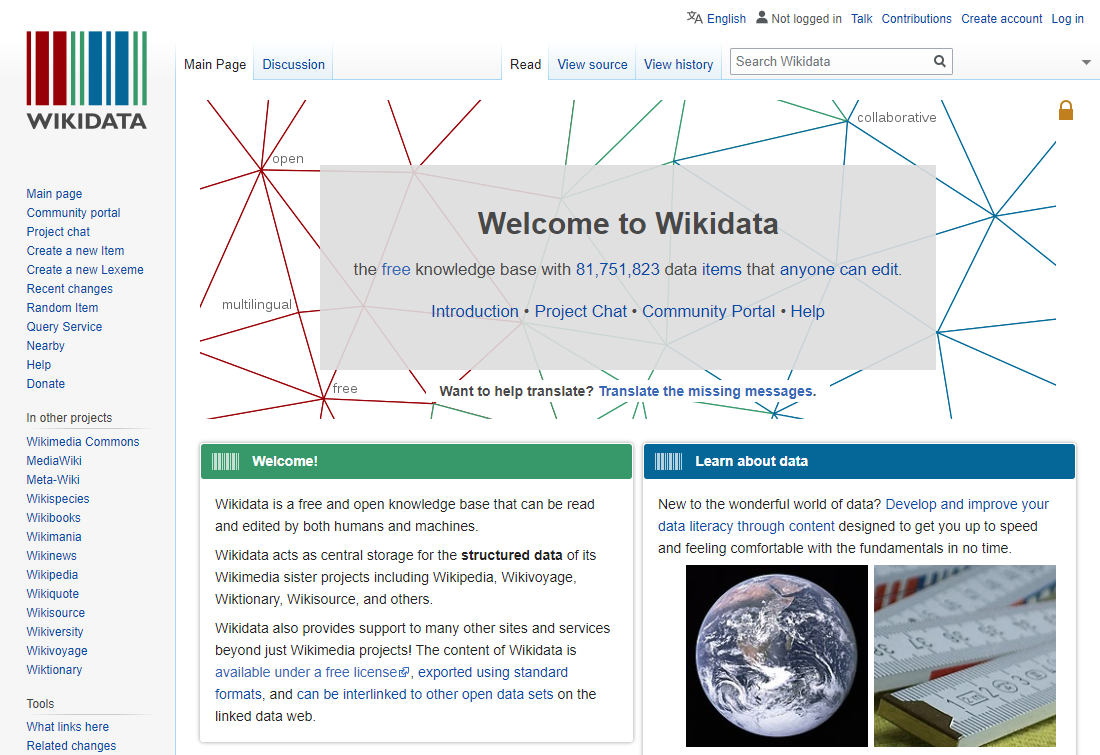 English Not logged in Talk Contributions Create account Log in
WIKIDATA
Main Page Discussion Read View source View history Search Wikidata
Main page
Community portal
Project chat
Create a new Item
Create a new Lexeme
Recent changes
Random Item
Query Service
Nearby
Help
Donate
In other projects
Wikimedia Commons
MediaWiki
Meta-Wiki
Wikispecies
Wikibooks
Wikimania
Wikinews
Wikipedia
Wikiquote
Wikisource
Wikiversity
Wikivoyage
Wiktionary
Tools
What links here
Related changes
collaborative
open
multilingual
free
Welcome to Wikidata
the free knowledge base with 81,751,823 data items that anyone can edit.
Introduction • Project Chat • Community Portal • Help
Want to help translate? Translate the missing messages.
Welcome!
Wikidata is a free and open knowledge base that can be read
and edited by both humans and machines.
Wikidata acts as central storage for the structured data of its
Wikimedia sister projects including Wikipedia, Wikivoyage,
Wiktionary, Wikisource, and others.
Wikidata also provides support to many other sites and services
beyond just Wikimedia projects! The content of Wikidata is
available under a free license, exported using standard
formats, and can be interlinked to other open data sets on the
linked data web.
Learn about data
New to the wonderful world of data? Develop and improve your
data literacy through content designed to get you up to speed
and feeling comfortable with the fundamentals in no time.